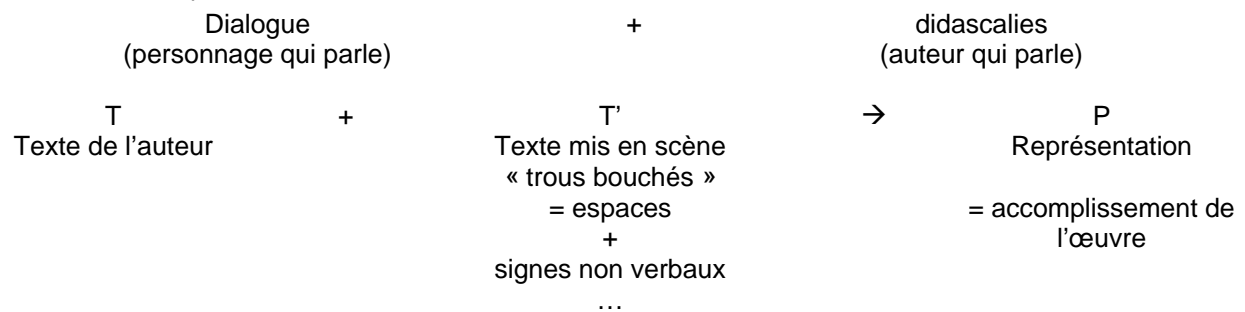 Dialogue + didascalies
(personnage qui parle) (auteur qui parle)
T + T’ → P
Texte de l’auteur Texte mis en scène Représentation
« trous bouchés »
= espaces = accomplissement de
+ l’œuvre
signes non verbaux
…